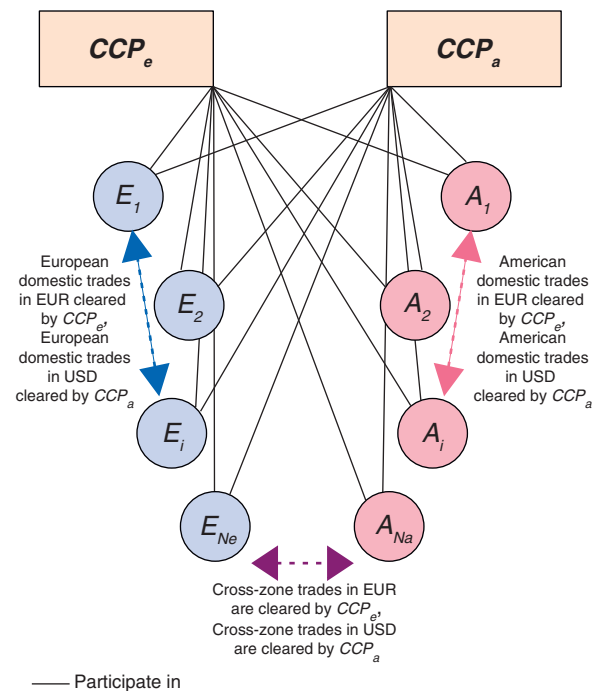 CCPe
CCPa
E1
A1
European
domestic trades
in EUR cleared
by CCPe,
European
domestic trades
in USD
cleared by CCPa
American
domestic trades
in EUR cleared
by CCPe,
American
domestic trades
in USD
cleared by CCPa
E2
A2
Ei
Ai
ENe
ANa
Cross-zone trades in EUR
are cleared by CCPe,
Cross-zone trades in USD
are cleared by CCPa
Participate in